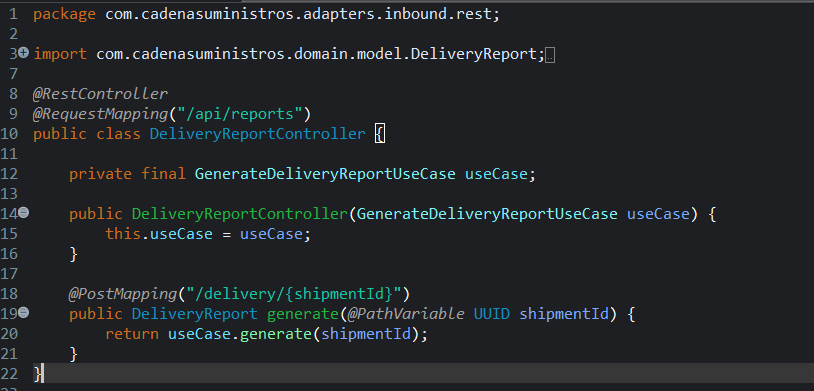 1 package com.cadenasuministros.adapters.inbound.rest;
2
3 import com.cadenasuministros.domain.model.DeliveryReport;
7
8 @RestController
9 @RequestMapping("/api/reports")
10 public class DeliveryReportController {
11
12     private final GenerateDeliveryReportUseCase useCase;
13
14     public DeliveryReportController(GenerateDeliveryReportUseCase useCase) {
15         this.useCase = useCase;
16     }
17
18     @PostMapping("/delivery/{shipmentId}")
19     public DeliveryReport generate(@PathVariable UUID shipmentId) {
20         return useCase.generate(shipmentId);
21     }
22 }
23